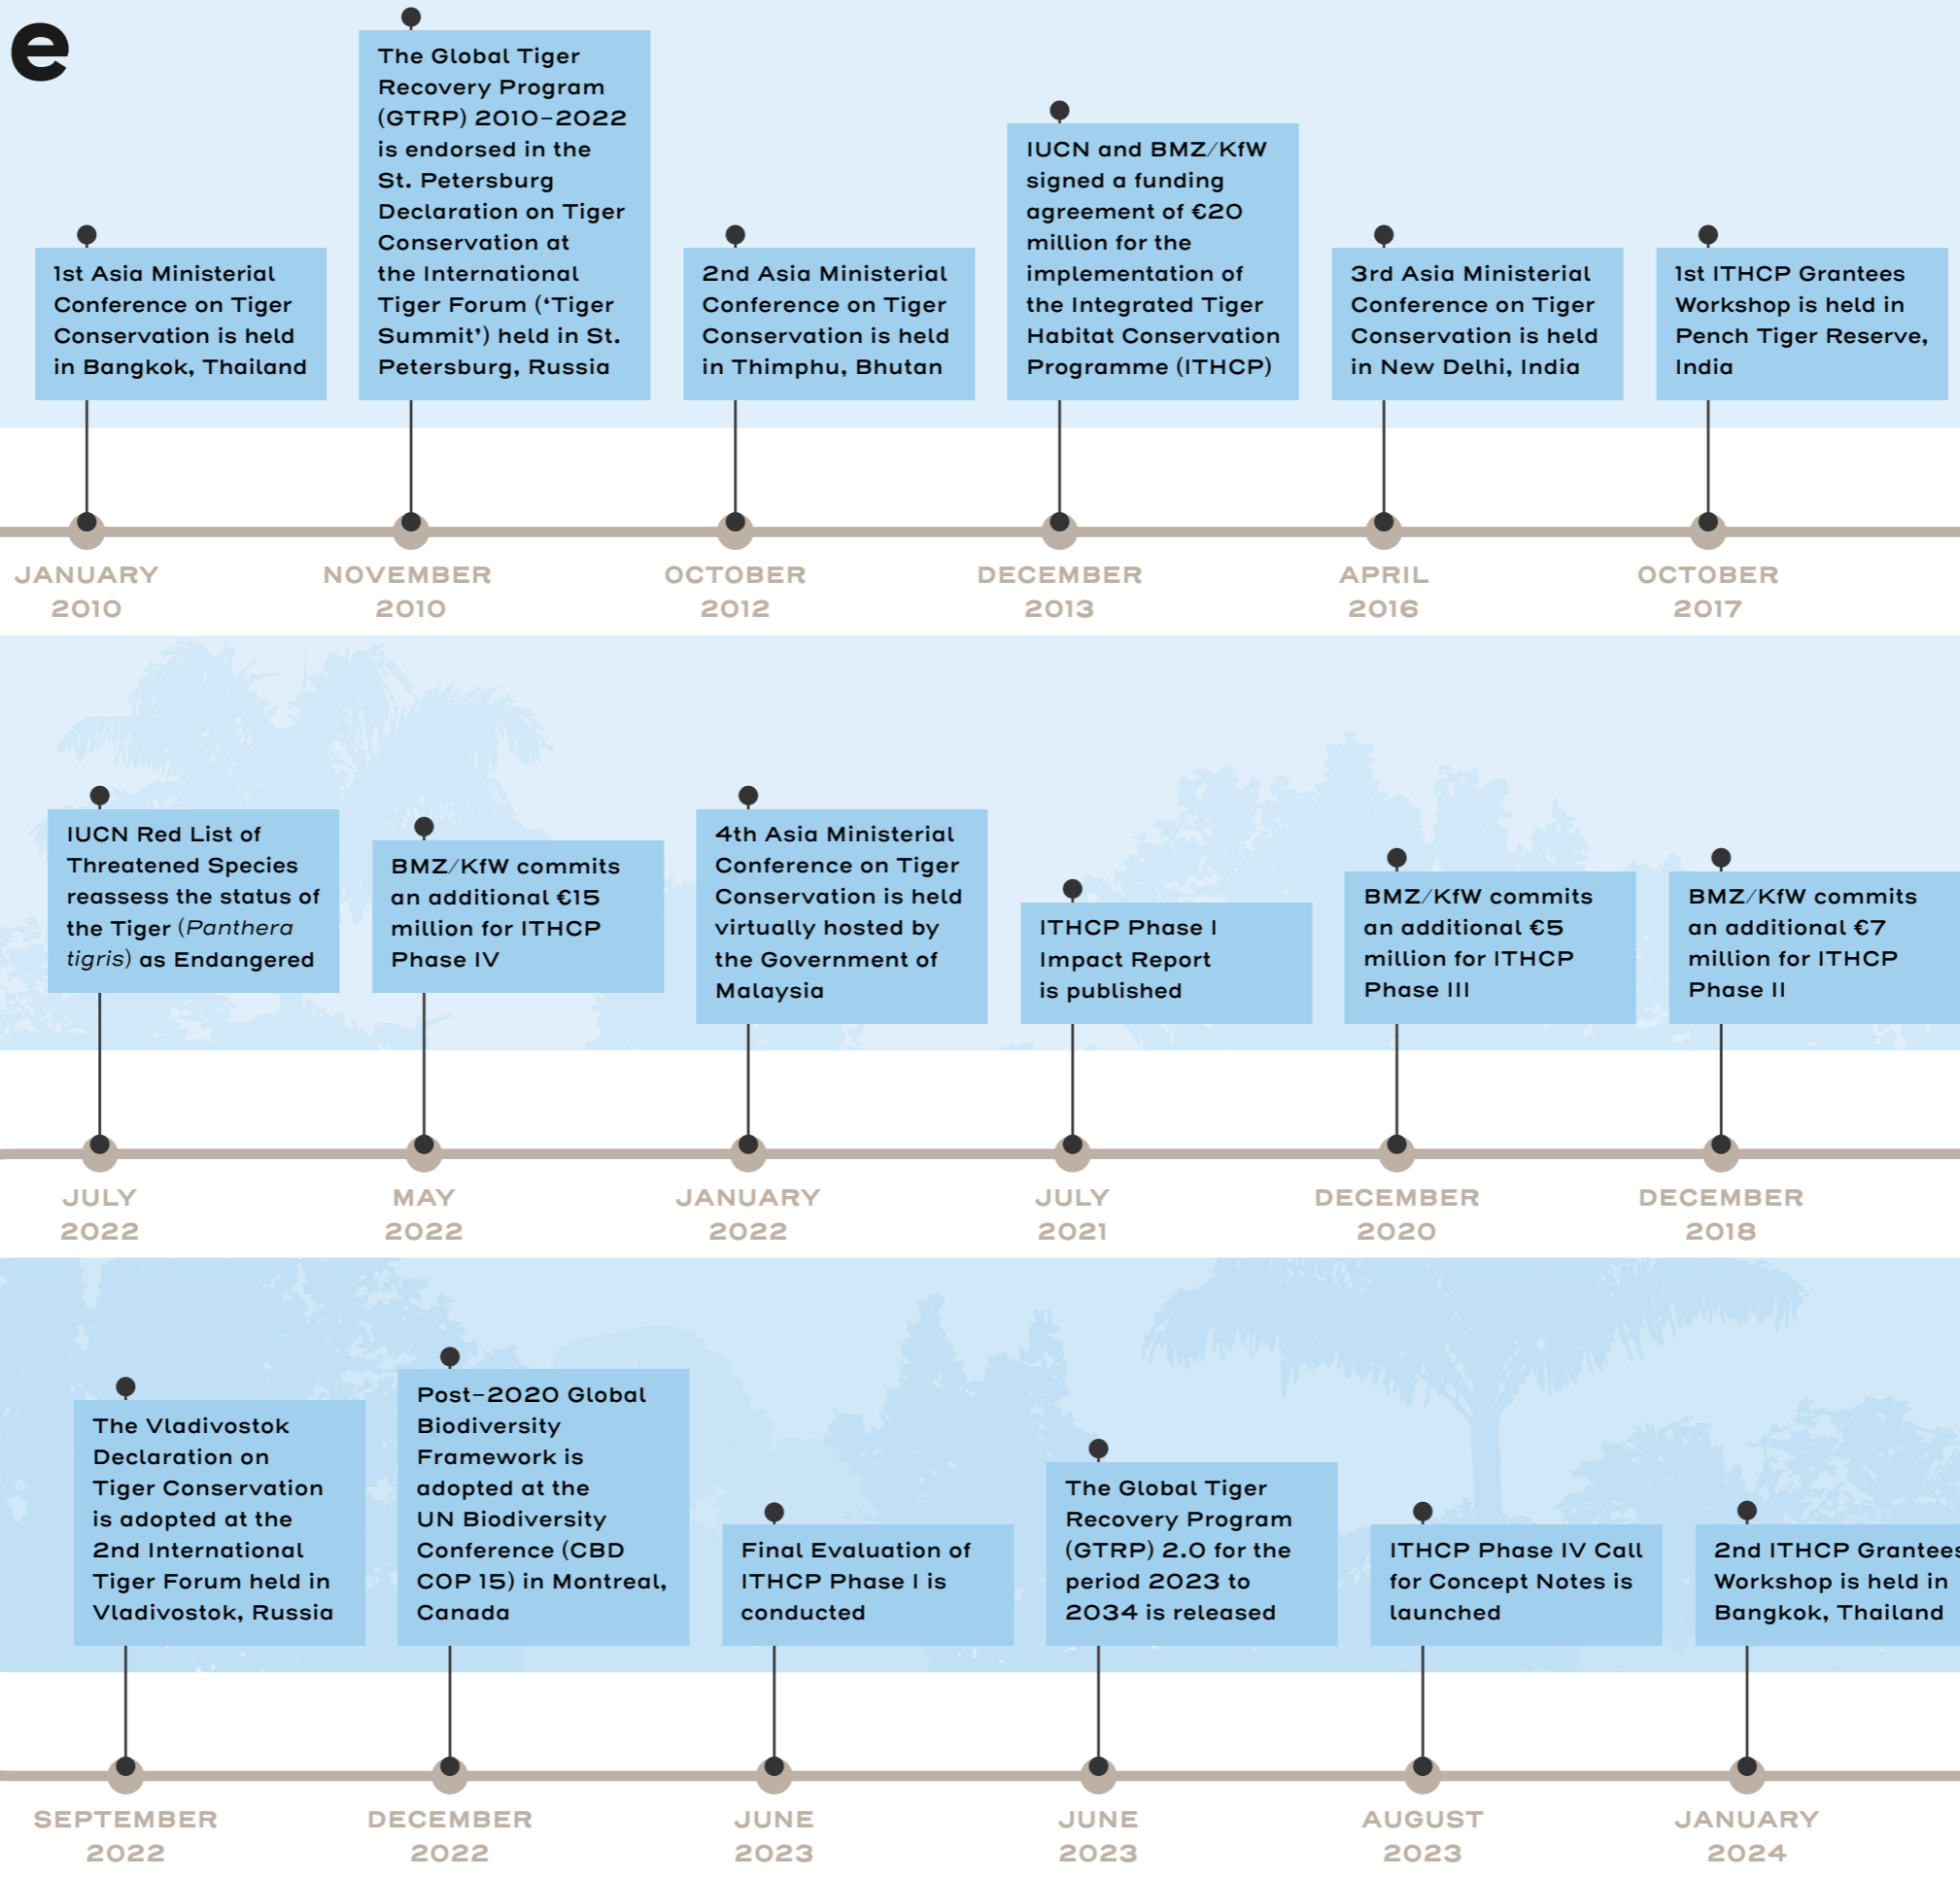 e
1st Asia Ministerial
Conference on Tiger
Conservation is held
in Bangkok, Thailand
The Global Tiger
Recovery Program
(GTRP) 2010–2022
is endorsed in the
St. Petersburg
Declaration on Tiger
Conservation at
the International
Tiger Forum (‘Tiger
Summit’) held in St.
Petersburg, Russia
2nd Asia Ministerial
Conference on Tiger
Conservation is held
in Thimphu, Bhutan
IUCN and BMZ/KfW
signed a funding
agreement of €20
million for the
implementation of
the Integrated Tiger
Habitat Conservation
Programme (ITHCP)
3rd Asia Ministerial
Conference on Tiger
Conservation is held
in New Delhi, India
1st ITHCP Grantees
Workshop is held in
Pench Tiger Reserve,
India
JANUARY
2010
NOVEMBER
2010
OCTOBER
2012
DECEMBER
2013
APRIL
2016
OCTOBER
2017
IUCN Red List of
Threatened Species
reassess the status of
the Tiger (Panthera
tigris) as Endangered
BMZ/KfW commits
an additional €15
million for ITHCP
Phase IV
4th Asia Ministerial
Conference on Tiger
Conservation is held
virtually hosted by
the Government of
Malaysia
ITHCP Phase I
Impact Report
is published
BMZ/KfW commits
an additional €5
million for ITHCP
Phase III
BMZ/KfW commits
an additional €7
million for ITHCP
Phase II
JULY
2022
MAY
2022
JANUARY
2022
JULY
2021
DECEMBER
2020
DECEMBER
2018
The Vladivostok
Declaration on
Tiger Conservation
is adopted at the
2nd International
Tiger Forum held in
Vladivostok, Russia
Post–2020 Global
Biodiversity
Framework is
adopted at the
UN Biodiversity
Conference (CBD
COP 15) in Montreal,
Canada
Final Evaluation of
ITHCP Phase I is
conducted
The Global Tiger
Recovery Program
(GTRP) 2.0 for the
period 2023 to
2034 is released
ITHCP Phase IV Call
for Concept Notes is
launched
2nd ITHCP Grantees
Workshop is held in
Bangkok, Thailand
SEPTEMBER
2022
DECEMBER
2022
JUNE
2023
JUNE
2023
AUGUST
2023
JANUARY
2024